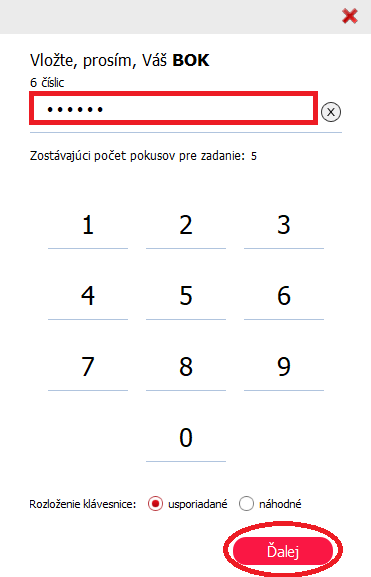 Vložte, prosím, Váš BOK
6 číslic
••••••
x
Zostávajúci počet pokusov pre zadanie: 5
1 2 3
4 5 6
7 8 9
0
Rozloženie klávesnice: usporiadané náhodné
Ďalej